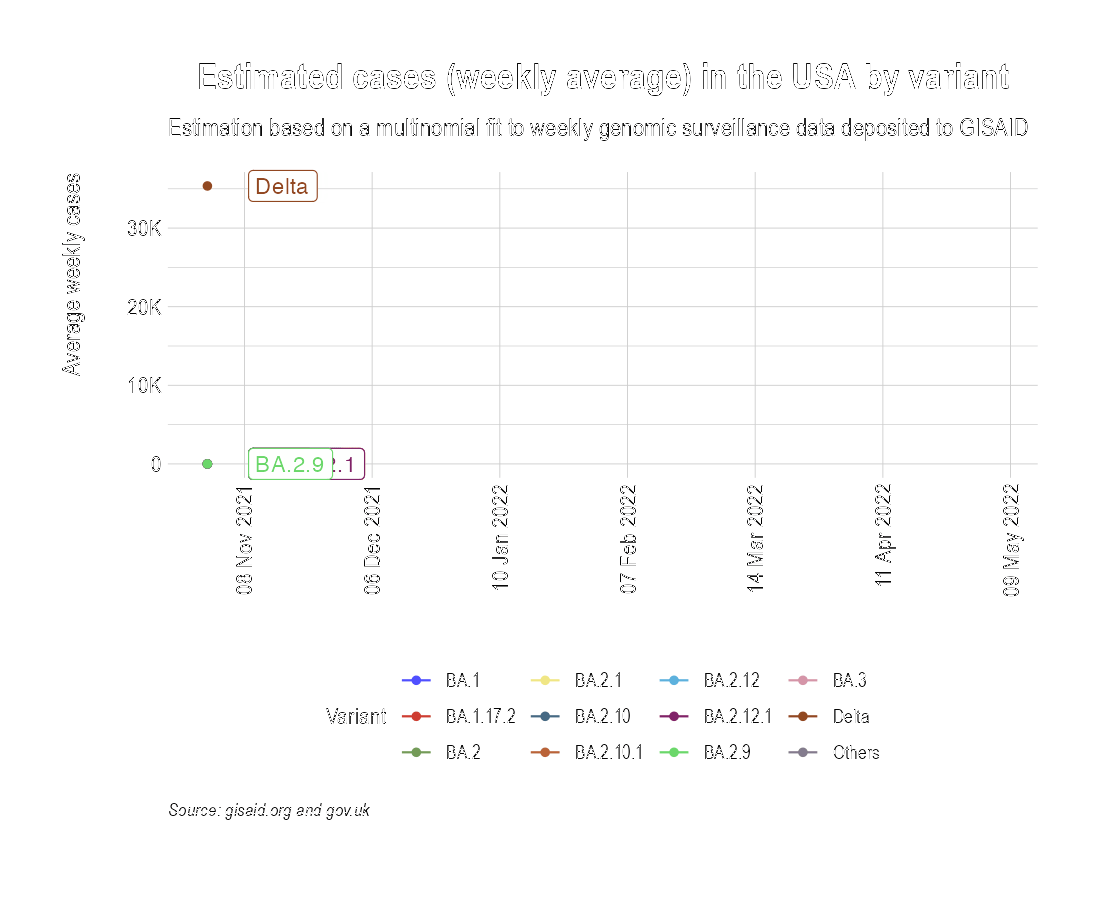 Estimated cases (weekly average) in the USA by variant
Estimation based on a multinomial fit to weekly genomic surveillance data deposited to GISAID
Average weekly cases
Delta
30K
20K
10K
0
BA.2.9
2.1
08 Nov 2021
06 Dec 2021
10 Jan 2022
07 Feb 2022
14 Mar 2022
11 Apr 2022
09 May 2022
Variant
BA.1
BA.2.1
BA.2.12
BA.3
BA.1.17.2
BA.2.10
BA.2.12.1
Delta
BA.2
BA.2.10.1
BA.2.9
Others
Source: gisaid.org and gov.uk